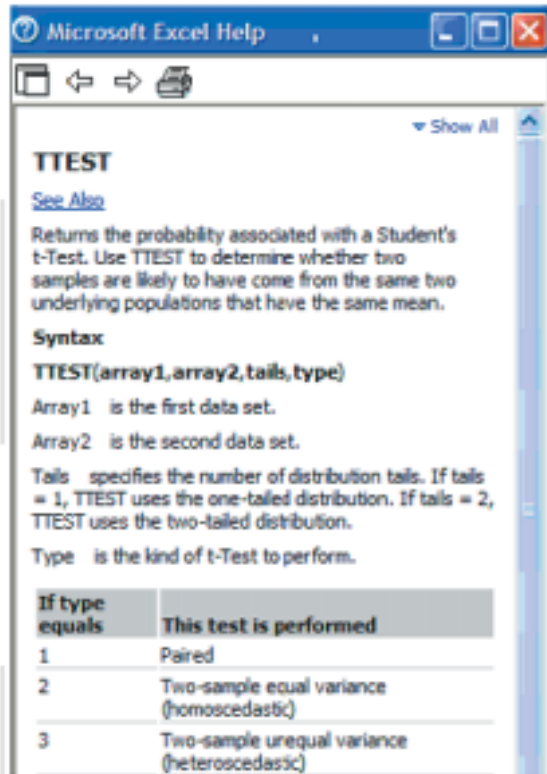 Microsoft Excel Help
Show All
TTEST
See Also
Returns the probability associated with a Student's
t-Test. Use TTEST to determine whether two
samples are likely to have come from the same two
underlying populations that have the same mean.
Syntax
TTEST(array1,array2,tails,type)
Array1 is the first data set.
Array2 is the second data set.
Tails specifies the number of distribution tails. If tails
= 1, TTEST uses the one-tailed distribution. If tails = 2,
TTEST uses the two-tailed distribution.
Type is the kind of t-Test to perform.
If type
equals This test is performed
1 Paired
2 Two-sample equal variance
(homoscedastic)
3 Two-sample unequal variance
(heteroscedastic)